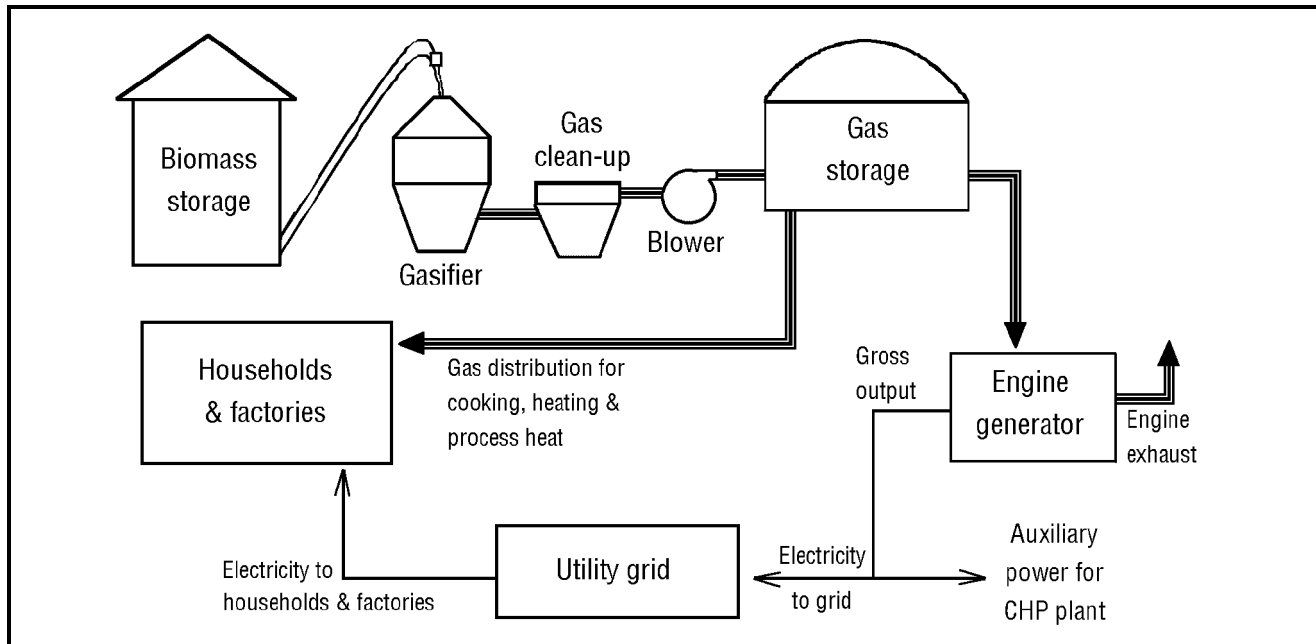 Biomass
storage
Gasifier
Gas
clean-up
Blower
Gas
storage
Households
& factories
Gas distribution for
cooking, heating &
process heat
Gross
output
Engine
generator
Engine
exhaust
Electricity to
households & factories
Utility grid
Electricity
to grid
Auxiliary
power for
CHP plant